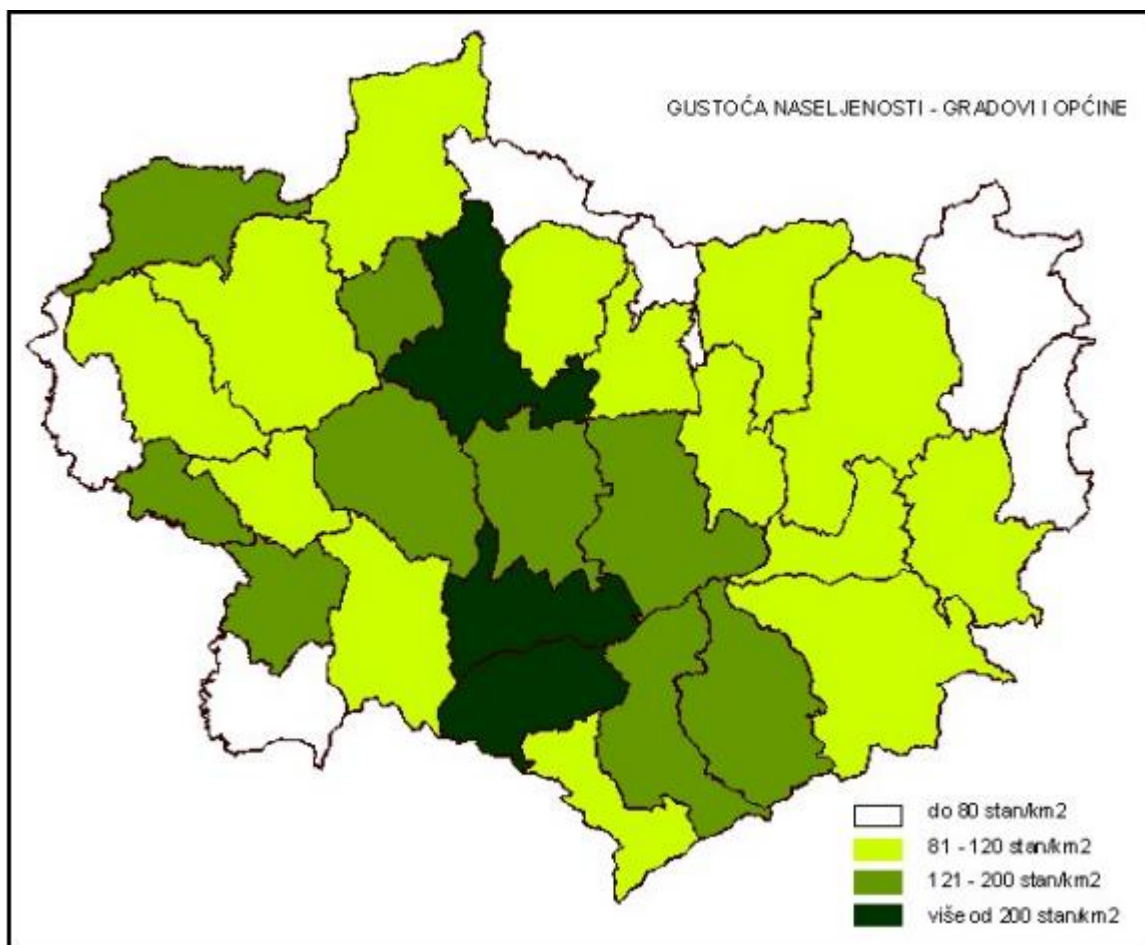 GUSTOĆA NASELJENOSTI - GRADOVI I OPĆINE
do 80 stan/km2
81 - 120 stan/km2
121 - 200 stan/km2
više od 200 stan/km2